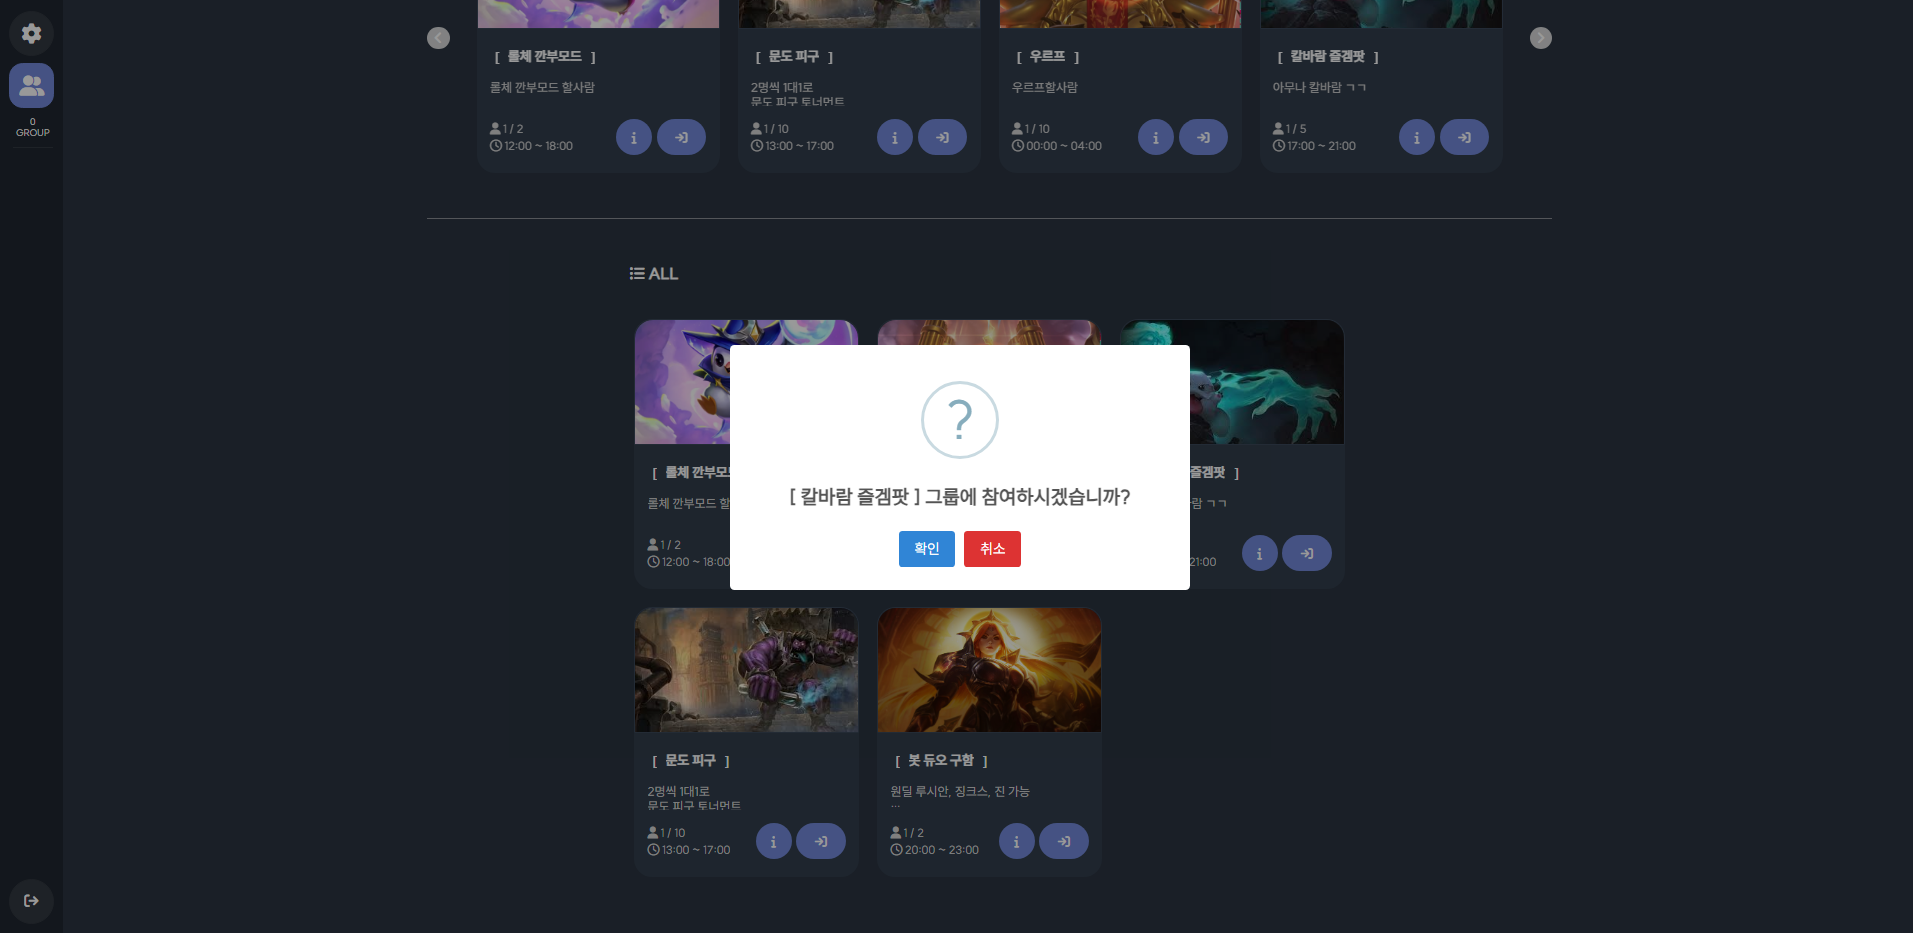 0
GROUP
[ 롤체 깐부모드 ]
롤체 깐부모드 할사람
1 / 2
12:00 ~ 18:00
[ 문도 피구 ]
2명씩 1대1로
문도 피구 토너먼트
1 / 10
13:00 ~ 17:00
[ 우르프 ]
우르프할사람
1 / 10
00:00 ~ 04:00
[ 칼바람 즐겜팟 ]
아무나 칼바람 ㄱㄱ
1 / 5
17:00 ~ 21:00
ALL
[ 롤체 깐부모
롤체 깐부모드 할
1 / 2
12:00 ~ 18:00
즐겜팟 ]
람 ㄱㄱ
21:00
?
[ 칼바람 즐겜팟 ] 그룹에 참여하시겠습니까?
확인 취소
[ 문도 피구 ]
2명씩 1대1로
문도 피구 토너먼트
1 / 10
13:00 ~ 17:00
[ 봇 듀오 구함 ]
원딜 루시안, 징크스, 진 가능
...
1 / 2
20:00 ~ 23:00